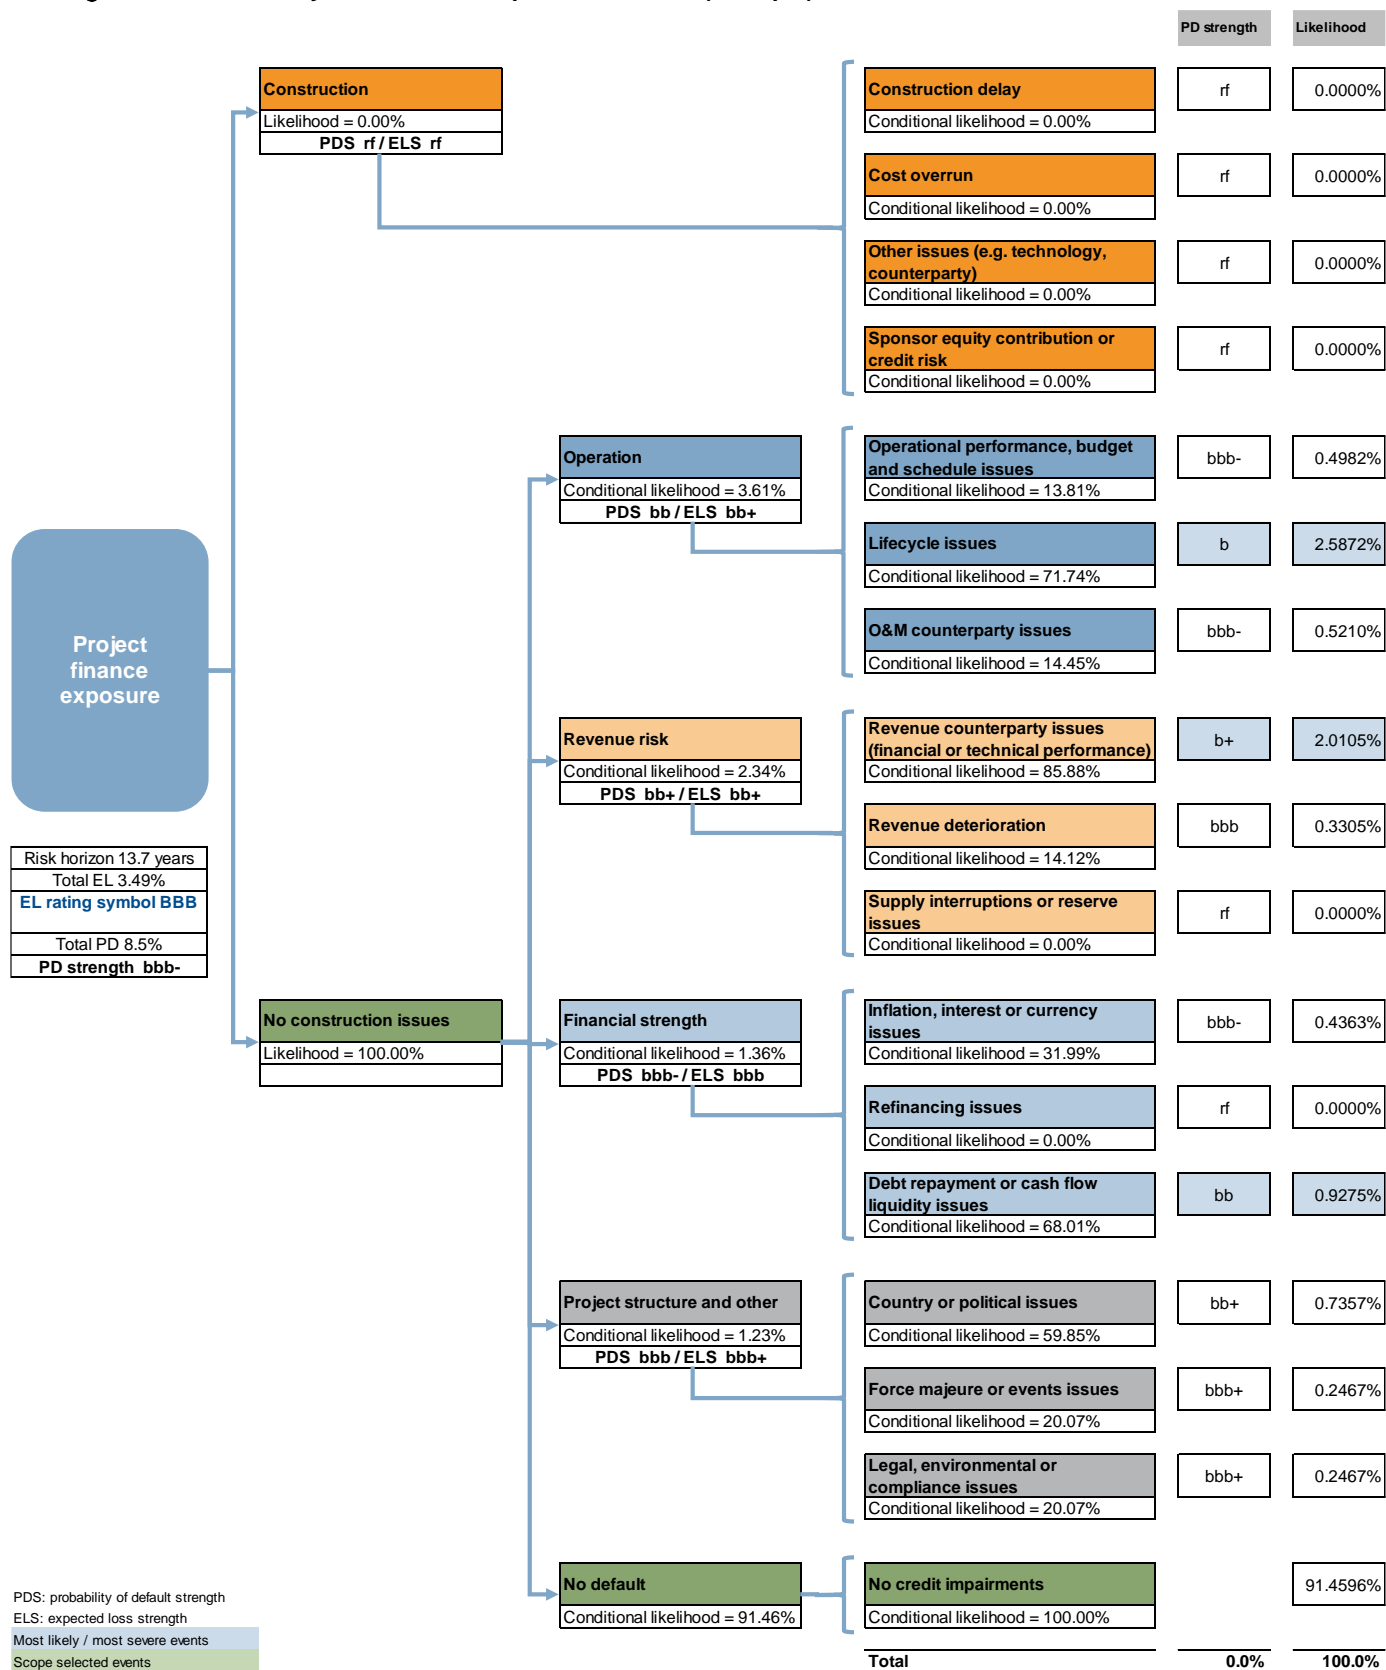 PD strength
Likelihood
Construction
Likelihood = 0.00%
PDS rf / ELS rf
Construction delay
Conditional likelihood = 0.00%
rf
0.0000%
Cost overrun
Conditional likelihood = 0.00%
rf
0.0000%
Other issues (e.g. technology,
counterparty)
Conditional likelihood = 0.00%
rf
0.0000%
Sponsor equity contribution or
credit risk
Conditional likelihood = 0.00%
rf
0.0000%
Operation
Conditional likelihood = 3.61%
PDS bb / ELS bb+
Operational performance, budget
and schedule issues
Conditional likelihood = 13.81%
bbb-
0.4982%
Lifecycle issues
Conditional likelihood = 71.74%
b
2.5872%
O&M counterparty issues
Conditional likelihood = 14.45%
bbb-
0.5210%
Project
finance
exposure
Risk horizon 13.7 years
Total EL 3.49%
EL rating symbol BBB
Total PD 8.5%
PD strength bbb-
Revenue risk
Conditional likelihood = 2.34%
PDS bb+ / ELS bb+
Revenue counterparty issues
(financial or technical performance)
Conditional likelihood = 85.88%
b+
2.0105%
Revenue deterioration
Conditional likelihood = 14.12%
bbb
0.3305%
Supply interruptions or reserve
issues
Conditional likelihood = 0.00%
rf
0.0000%
No construction issues
Likelihood = 100.00%
Financial strength
Conditional likelihood = 1.36%
PDS bbb- / ELS bbb
Inflation, interest or currency
issues
Conditional likelihood = 31.99%
bbb-
0.4363%
Refinancing issues
Conditional likelihood = 0.00%
rf
0.0000%
Debt repayment or cash flow
liquidity issues
Conditional likelihood = 68.01%
bb
0.9275%
Project structure and other
Conditional likelihood = 1.23%
PDS bbb / ELS bbb+
Country or political issues
Conditional likelihood = 59.85%
bb+
0.7357%
Force majeure or events issues
Conditional likelihood = 20.07%
bbb+
0.2467%
Legal, environmental or
compliance issues
Conditional likelihood = 20.07%
bbb+
0.2467%
No default
Conditional likelihood = 91.46%
No credit impairments
Conditional likelihood = 100.00%
91.4596%
Total
0.0%
100.0%
PDS: probability of default strength
ELS: expected loss strength
Most likely / most severe events
Scope selected events